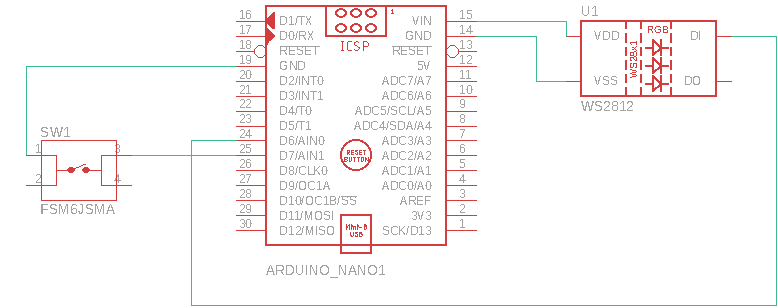 16 D1/TX
17 D0/RX
18 RESET
19 GND
20 D2/INT0
21 D3/INT1
22 D4/T0
23 D5/T1
24 D6/AIN0
25 D7/AIN1
26 D8/CLK0
27 D9/OC1A
28 D10/OC1B/SS
29 D11/MOSI
30 D12/MISO
1
ICSP
RESET
BUTTON
Mini-B
USB
VIN 15
GND 14
RESET 13
5V 12
ADC7/A7 11
ADC6/A6 10
ADC5/SCL/A5 9
ADC4/SDA/A4 8
ADC3/A3 7
ADC2/A2 6
ADC1/A1 5
ADC0/A0 4
AREF 3
3V3 2
SCK/D13 1
ARDUINO_NANO1
SW1
1 3
2 4
FSM6JSMA
U1
VDD RGB DI
WS28x1
VSS DO
WS2812